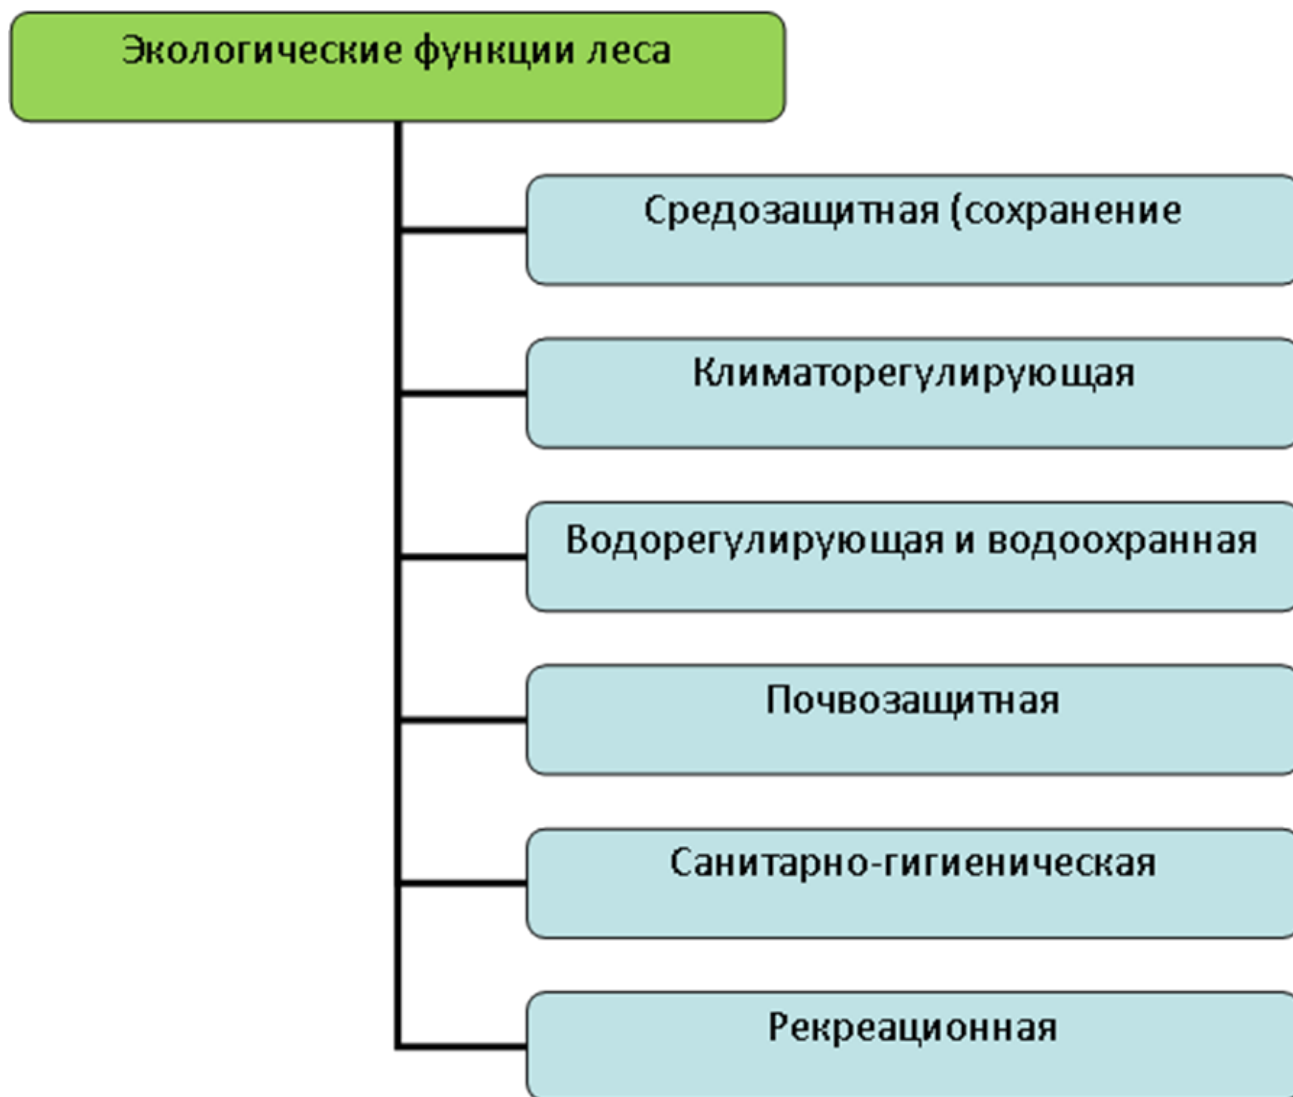 Экологические функции леса
Средозащитная (сохранение
Климаторегулирующая
Водорегулирующая и водоохранная
Почвозащитная
Санитарно-гигиеническая
Рекреационная